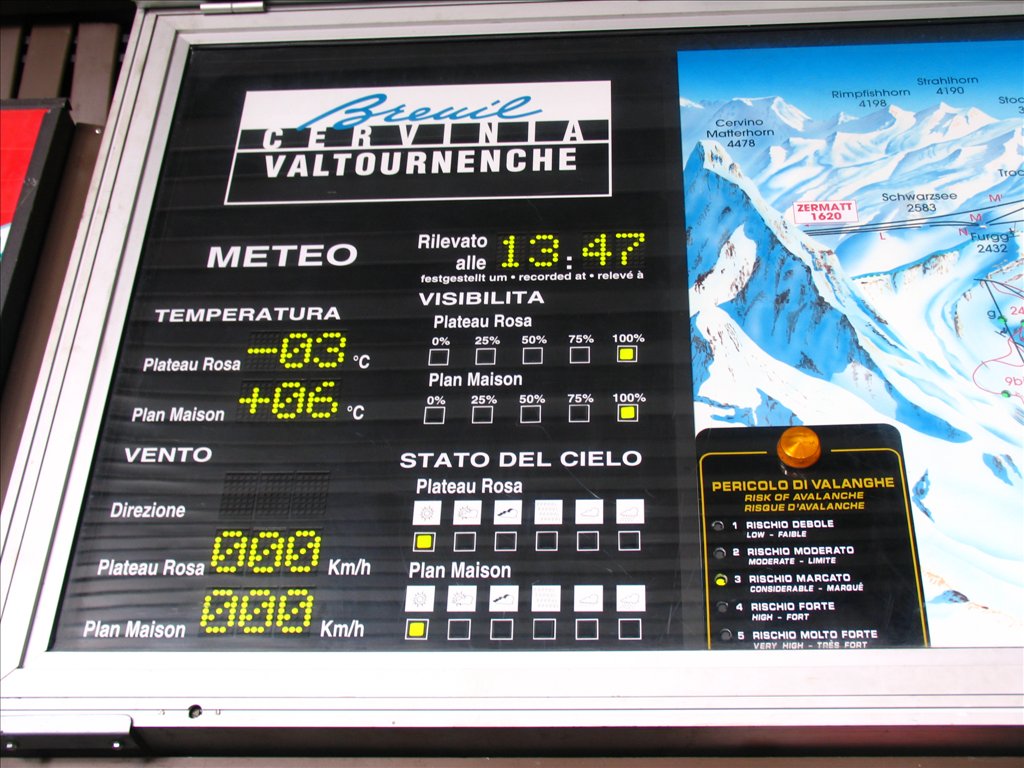 Breuil
CERVINIA
VALTOURNENCHE
METEO
Rilevato alle 13:47
festgestellt um • recorded at • relevé à
TEMPERATURA
Plateau Rosa -03 °C
Plan Maison +06 °C
VENTO
Direzione
Plateau Rosa 000 Km/h
Plan Maison 000 Km/h
VISIBILITA
Plateau Rosa
0% 25% 50% 75% 100%
Plan Maison
0% 25% 50% 75% 100%
STATO DEL CIELO
Plateau Rosa
Plan Maison
Strahlhorn
4190
Rimpfishhorn
4198
Cervino
Matterhorn
4478
ZERMATT
1620
Schwarzsee
2583
M
L
N
2432
9b
PERICOLO DI VALANGHE
RISK OF AVALANCHE
RISQUE D'AVALANCHE
1 RISCHIO DEBOLE
LOW - FAIBLE
2 RISCHIO MODERATO
MODERATE - LIMITE
3 RISCHIO MARCATO
CONSIDERABLE - MARQUÈ
4 RISCHIO FORTE
HIGH - FORT
5 RISCHIO MOLTO FORTE
VERY HIGH - TRÈS FORT